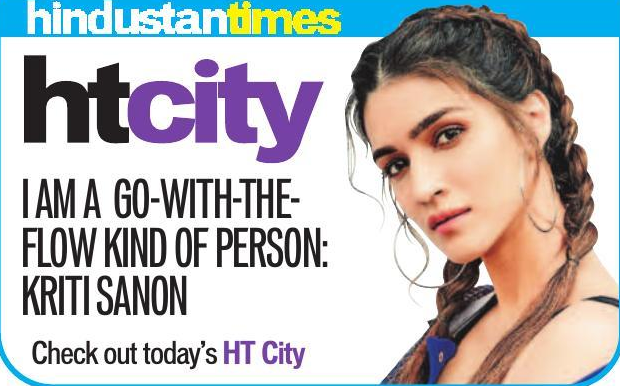 hindustantimes
htcity
I AM A GO-WITH-THE-
FLOW KIND OF PERSON:
KRITI SANON
Check out today's HT City